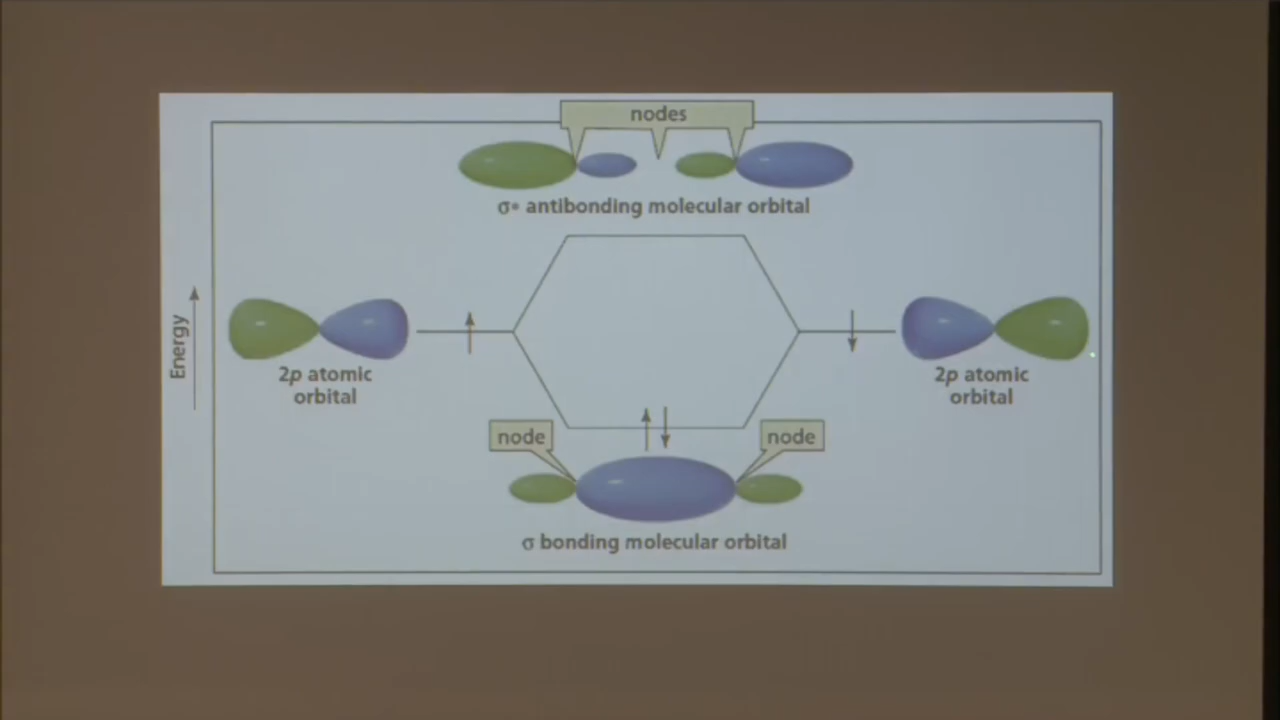 nodes
σ* antibonding molecular orbital
Energy
2p atomic
orbital
2p atomic
orbital
node
node
σ bonding molecular orbital